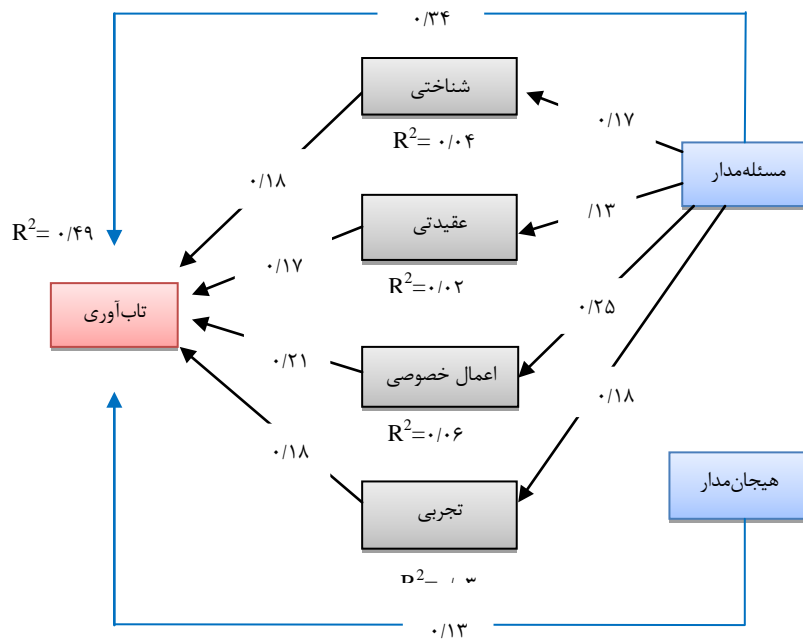 ۰/۳۴
شناختی
R²= ۰/۰۴
۰/۱۷
مسئله‌مدار
۰/۱۸
عقیدتی
/۱۳
R²= ۰/۴۹
۰/۱۷
R²=۰/۰۲
تاب‌آوری
۰/۲۵
۰/۲۱
اعمال خصوصی
۰/۱۸
R²=۰/۰۶
۰/۱۸
هیجان‌مدار
تجربی
۰/۱۳